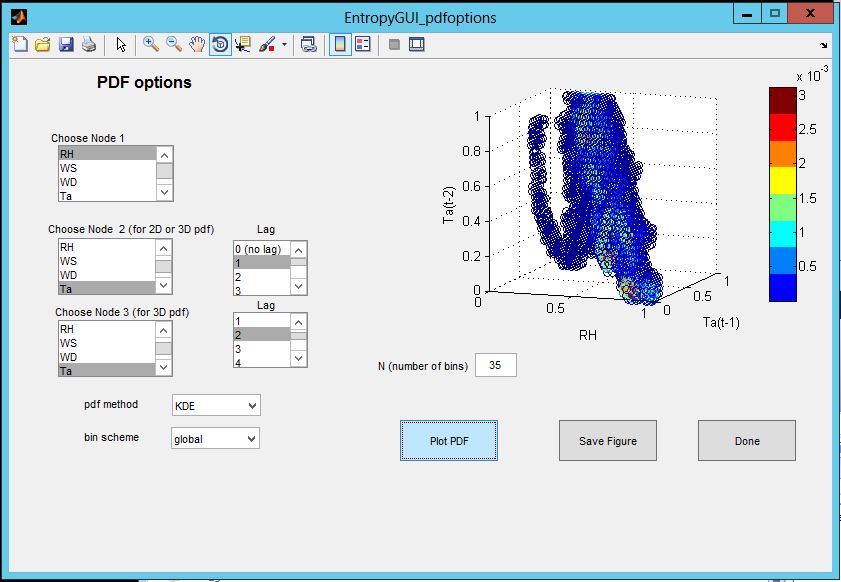 EntropyGUI_pdfoptions
PDF options
Choose Node 1
RH
WS
WD
Ta
Choose Node 2 (for 2D or 3D pdf)
RH
WS
WD
Ta
Lag
0 (no lag)
1
2
3
Choose Node 3 (for 3D pdf)
RH
WS
WD
Ta
Lag
1
2
3
4
pdf method
KDE
bin scheme
global
x 10⁻³
3
2.5
2
1.5
1
0.5
Ta(t-2)
1
0.8
0.6
0.4
0.2
0
0
0.5
1
RH
0
0.5
1
Ta(t-1)
N (number of bins)
35
Plot PDF
Save Figure
Done